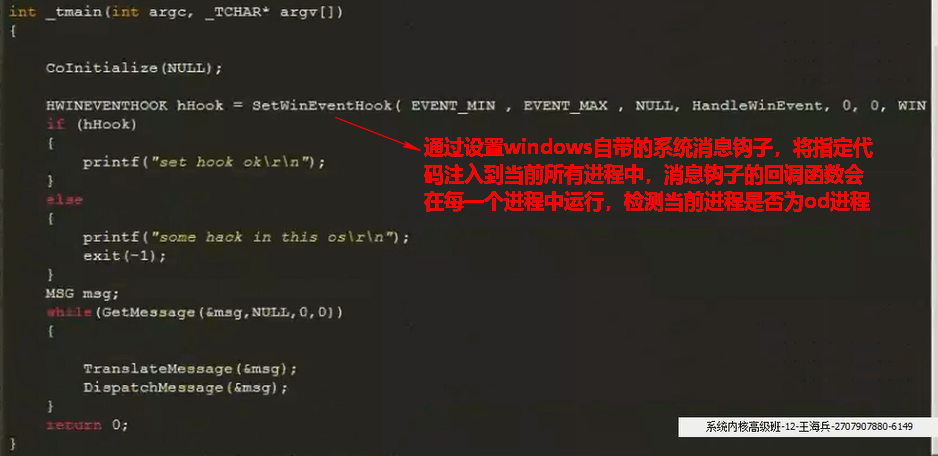 int _tmain(int argc, _TCHAR* argv[])
{
CoInitialize(NULL);
HWINEVENTHOOK hHook = SetWinEventHook( EVENT_MIN , EVENT_MAX , NULL, HandleWinEvent, 0, 0, WIN
if (hHook)
{
printf("set hook ok\r\n");
}
else
{
printf("some hack in this os\r\n");
exit(-1);
}
MSG msg;
while(GetMessage(&msg,NULL,0,0))
{
TranslateMessage(&msg);
DispatchMessage(&msg);
}
return 0;
}
通过设置windows自带的系统消息钩子，将指定代
码注入到当前所有进程中，消息钩子的回调函数会
在每一个进程中运行，检测当前进程是否为od进程
系统内核高级班-12-王海兵-2707907880-6149